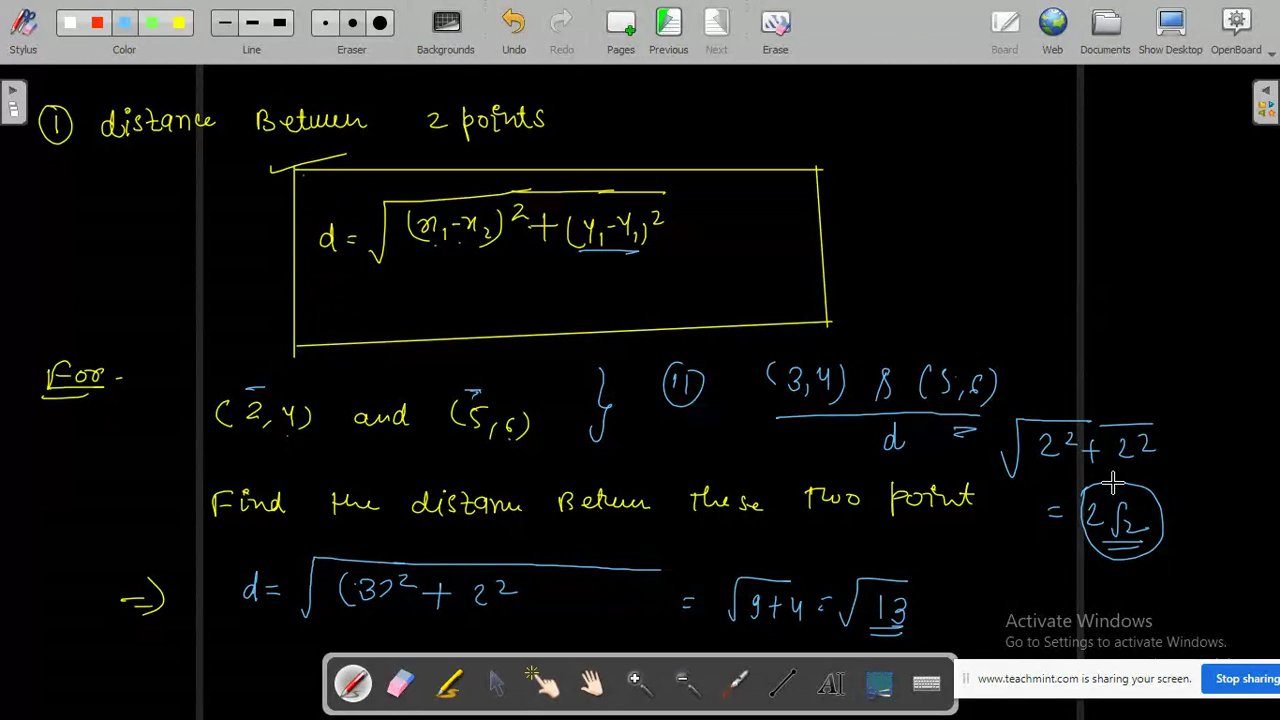 Stylus Color Line Eraser Backgrounds Undo Redo Pages Previous Next Erase Board Web Documents Show Desktop OpenBoard
① distance Between 2 points
d = √(x₁-x₂)² + (y₁-y₁)²
For -
(2,4) and (5,6) } ⑪ (3,4) & (5,6)
d = √2² + 2²
Find the distance Between these two point
= 2√2
=> d = √(3)² + 2² = √9+4 = √13
Activate Windows
Go to Settings to activate Windows.
www.teachmint.com is sharing your screen. Stop sharing